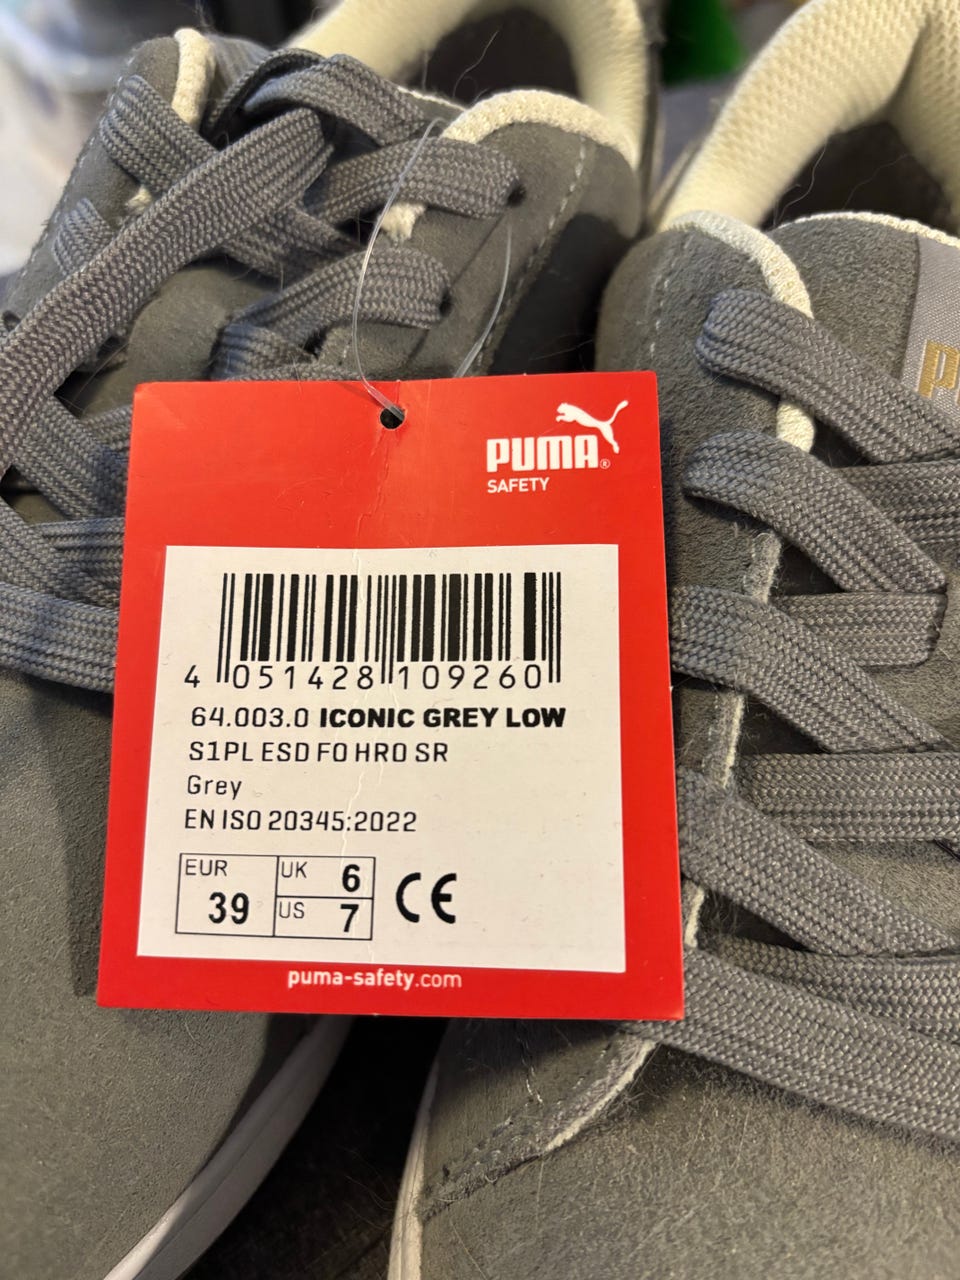 PUMA®
SAFETY
4 051428 109260
64.003.0 ICONIC GREY LOW
S1PL ESD FO HRO SR
Grey
EN ISO 20345:2022
EUR
39
UK 6
US 7
CE
puma-safety.com